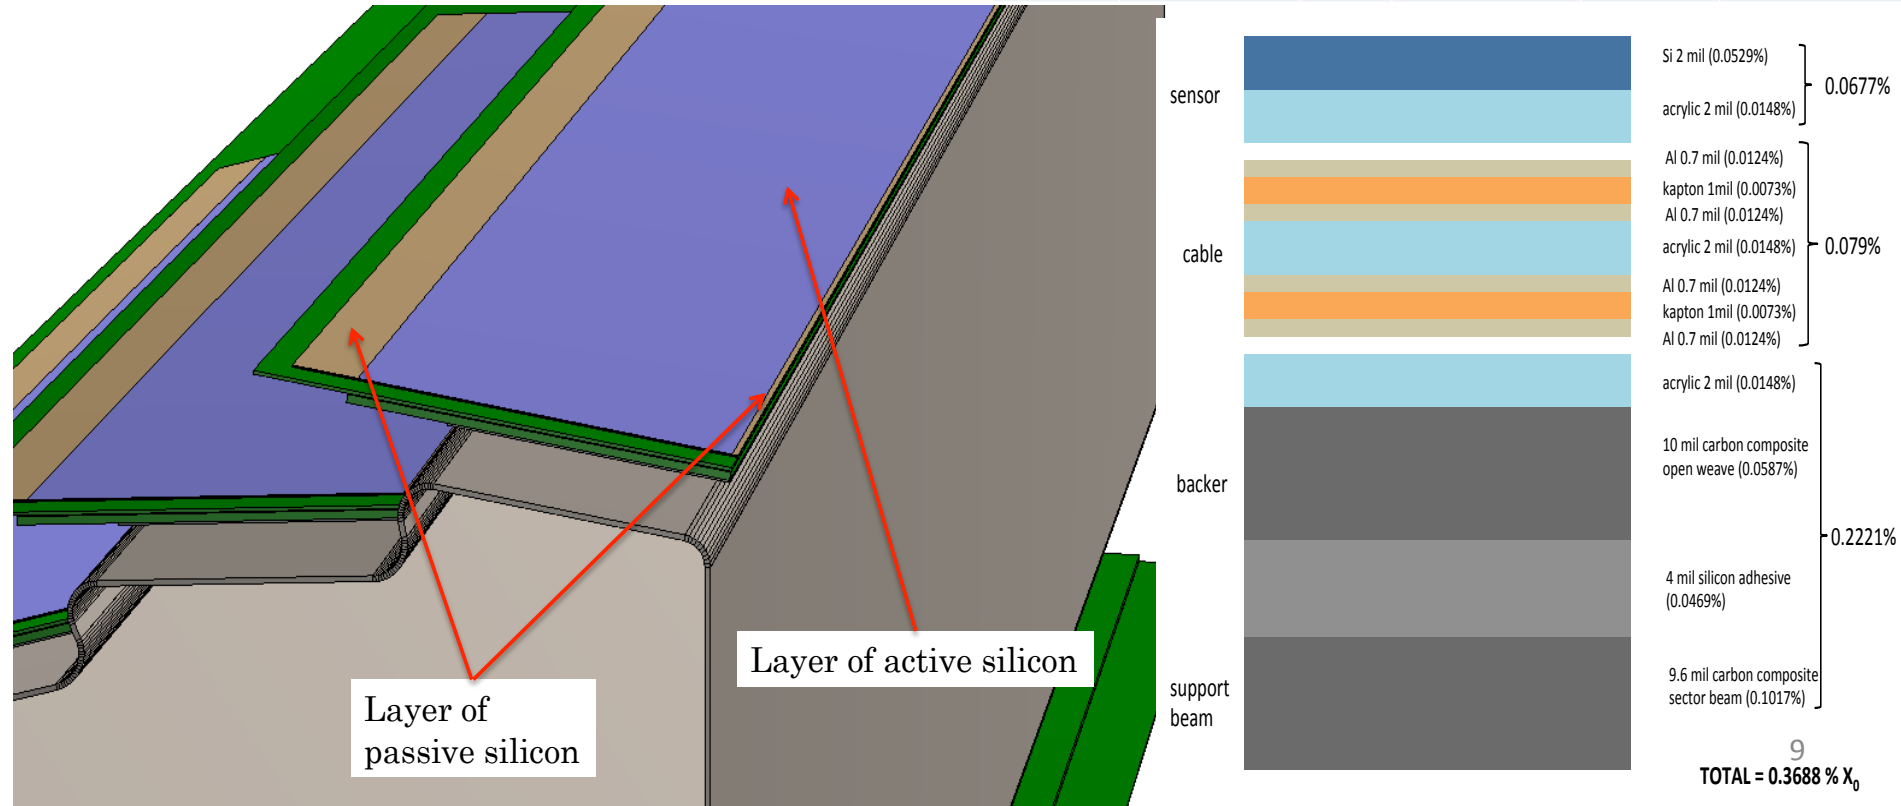 Layer of
passive silicon
Layer of active silicon
sensor
cable
backer
support
beam
Si 2 mil (0.0529%)
acrylic 2 mil (0.0148%)
0.0677%
Al 0.7 mil (0.0124%)
kapton 1mil (0.0073%)
Al 0.7 mil (0.0124%)
acrylic 2 mil (0.0148%)
Al 0.7 mil (0.0124%)
kapton 1mil (0.0073%)
Al 0.7 mil (0.0124%)
0.079%
acrylic 2 mil (0.0148%)
10 mil carbon composite
open weave (0.0587%)
4 mil silicon adhesive
(0.0469%)
9.6 mil carbon composite
sector beam (0.1017%)
0.2221%
9
TOTAL = 0.3688 % X0